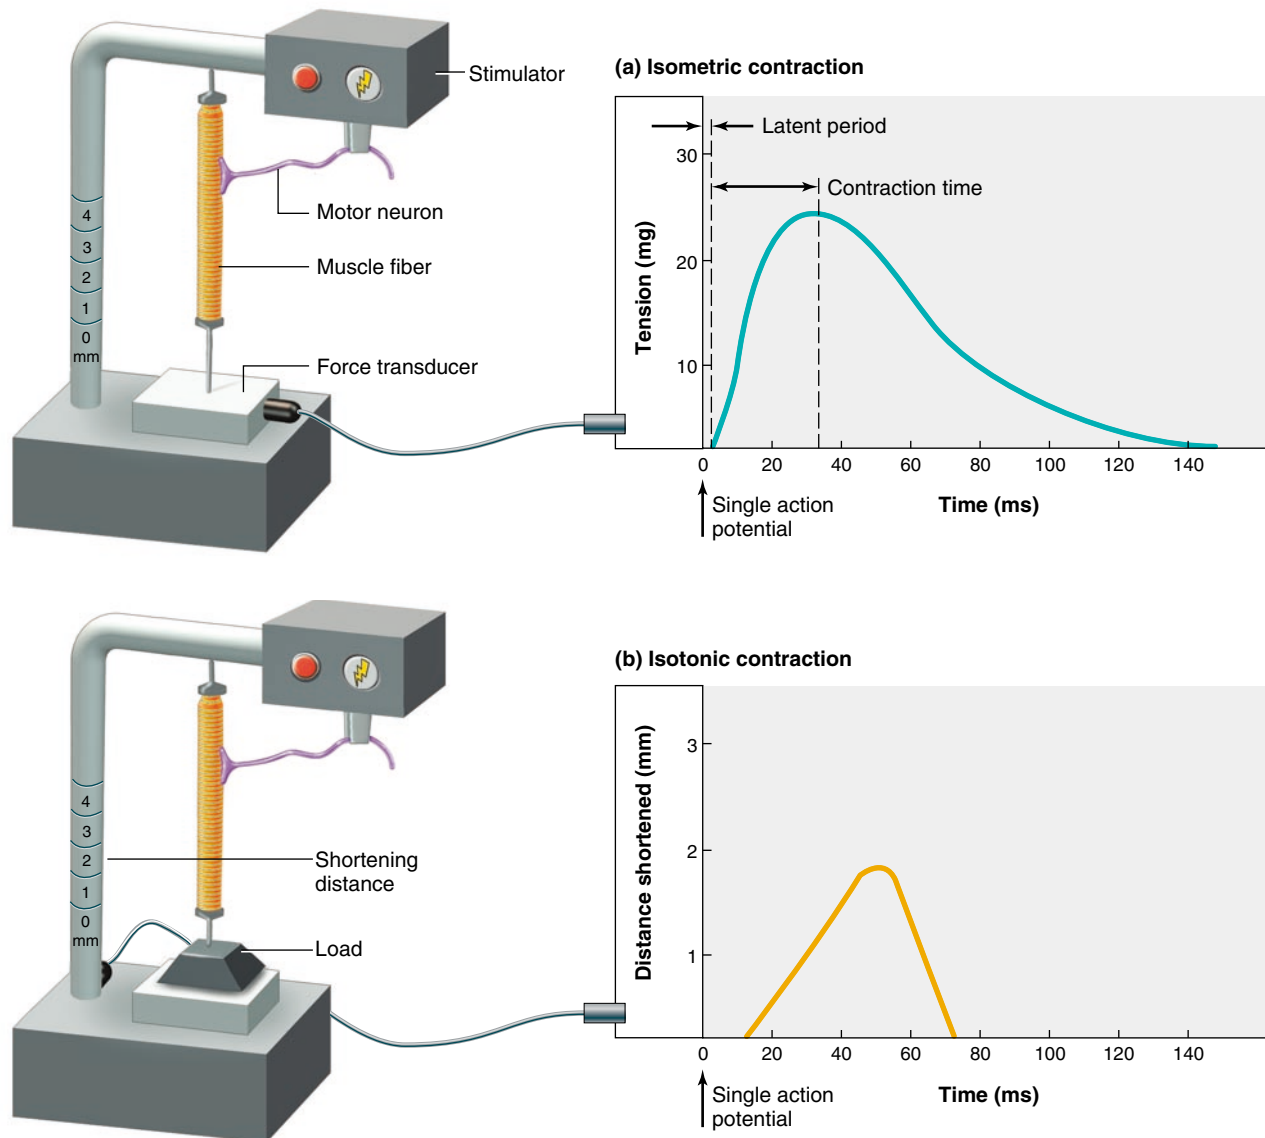 Stimulator
Motor neuron
Muscle fiber
4
3
2
1
0
mm
Force transducer
(a) Isometric contraction
Latent period
Contraction time
Tension (mg)
30
20
10
0 20 40 60 80 100 120 140
Single action
potential
Time (ms)
4
3
2
1
0
mm
Shortening
distance
Load
(b) Isotonic contraction
Distance shortened (mm)
3
2
1
0 20 40 60 80 100 120 140
Single action
potential
Time (ms)